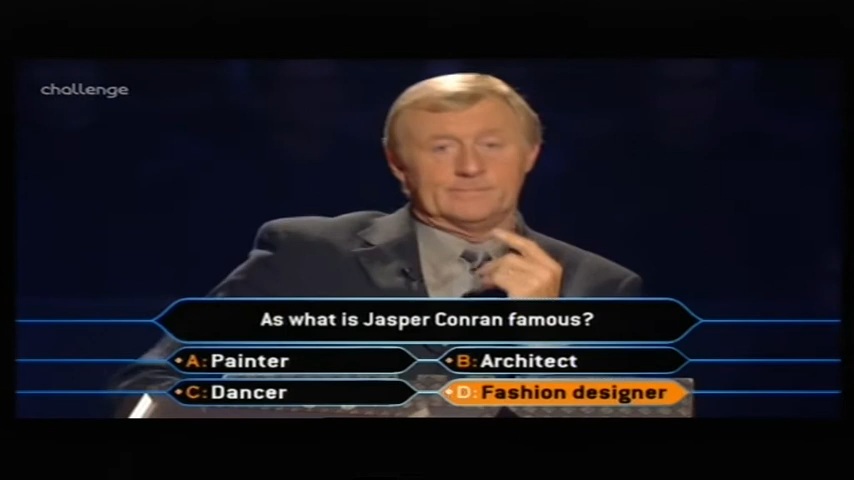 challenge
As what is Jasper Conran famous?
A: Painter
B: Architect
C: Dancer
D: Fashion designer